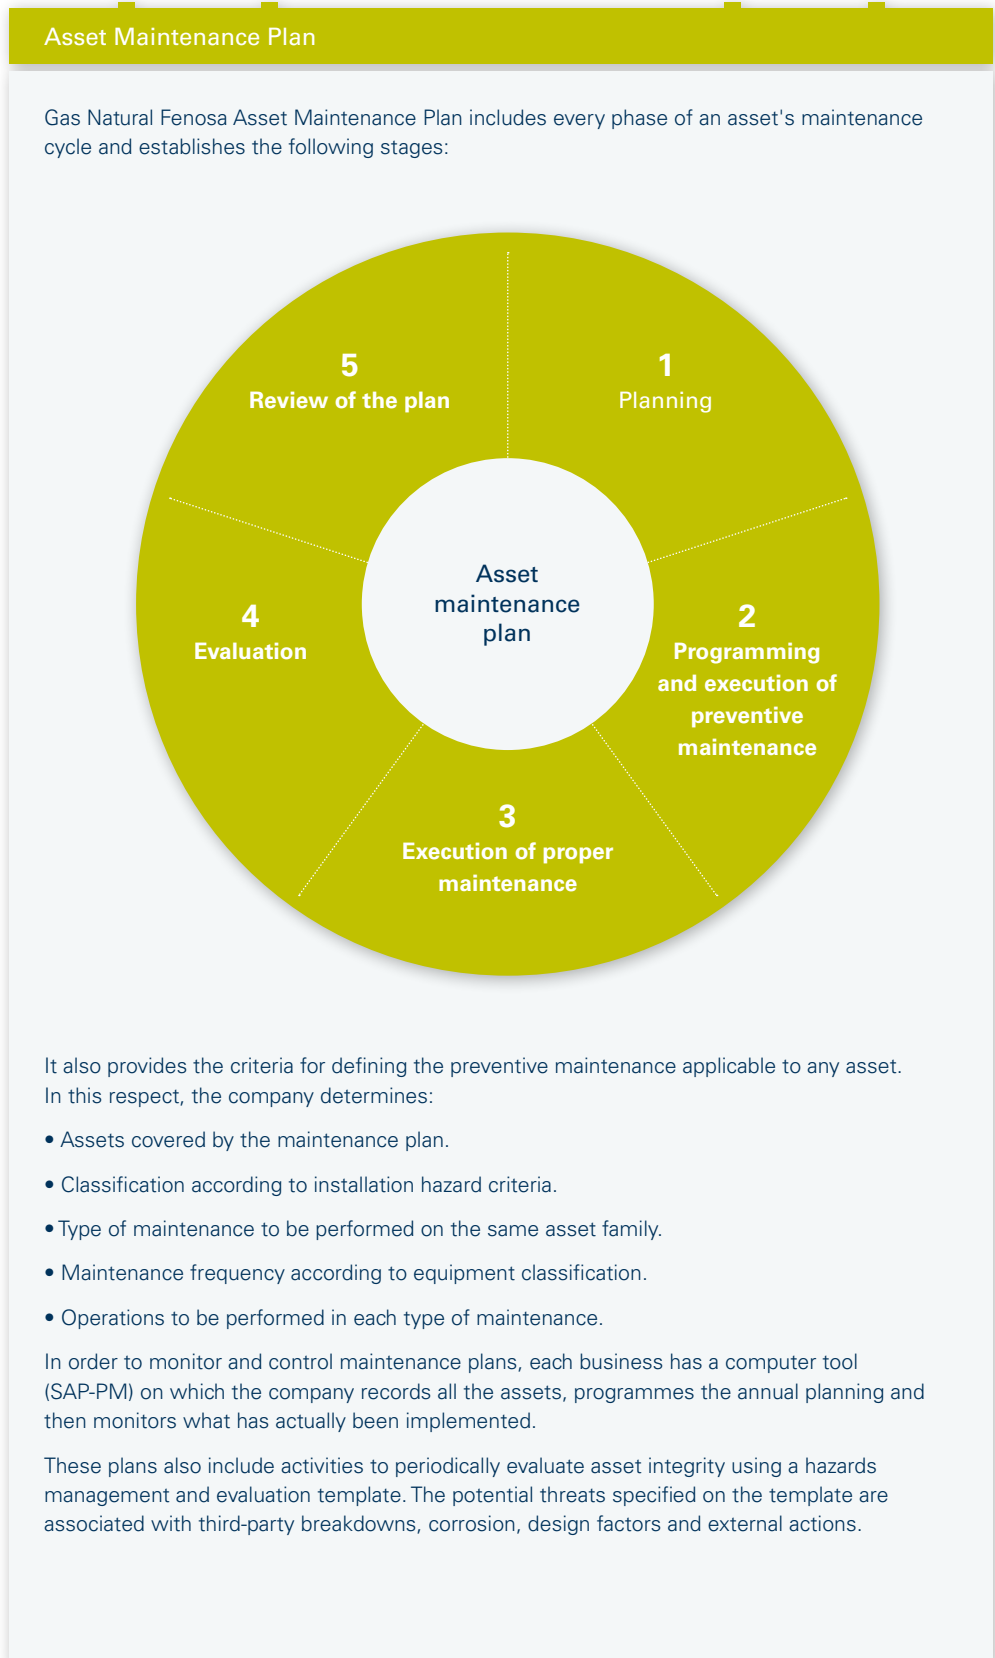 Asset Maintenance Plan
Gas Natural Fenosa Asset Maintenance Plan includes every phase of an asset's maintenance
cycle and establishes the following stages:
5
Review of the plan
1
Planning
Asset
maintenance
plan
4
Evaluation
2
Programming
and execution of
preventive
maintenance
3
Execution of proper
maintenance
It also provides the criteria for defining the preventive maintenance applicable to any asset.
In this respect, the company determines:
• Assets covered by the maintenance plan.
• Classification according to installation hazard criteria.
• Type of maintenance to be performed on the same asset family.
• Maintenance frequency according to equipment classification.
• Operations to be performed in each type of maintenance.
In order to monitor and control maintenance plans, each business has a computer tool
(SAP-PM) on which the company records all the assets, programmes the annual planning and
then monitors what has actually been implemented.
These plans also include activities to periodically evaluate asset integrity using a hazards
management and evaluation template. The potential threats specified on the template are
associated with third-party breakdowns, corrosion, design factors and external actions.